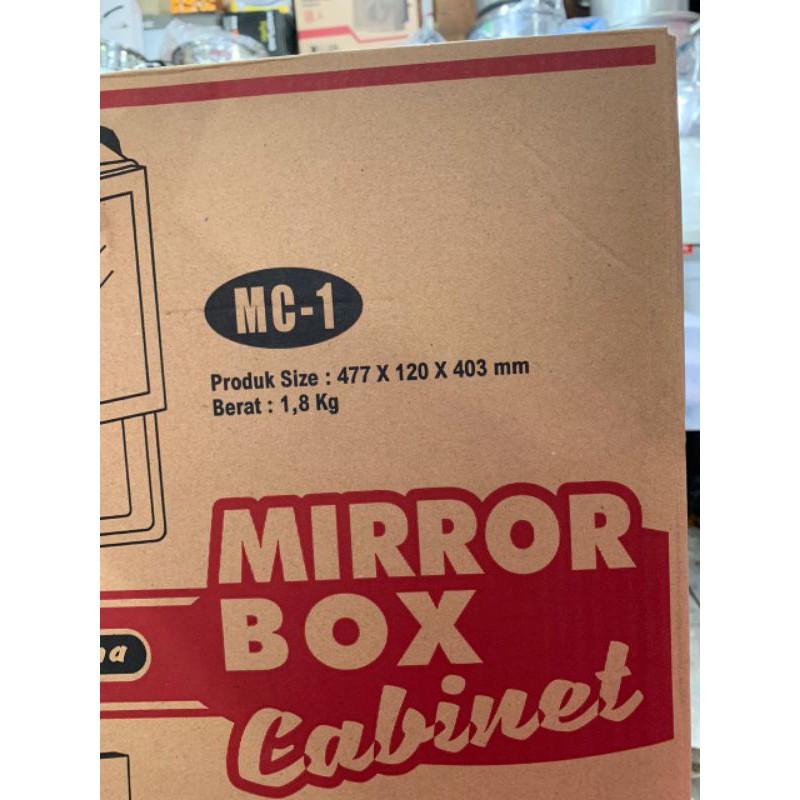 MC-1
Produk Size : 477 X 120 X 403 mm
Berat : 1,8 Kg
MIRROR
BOX
Cabinet